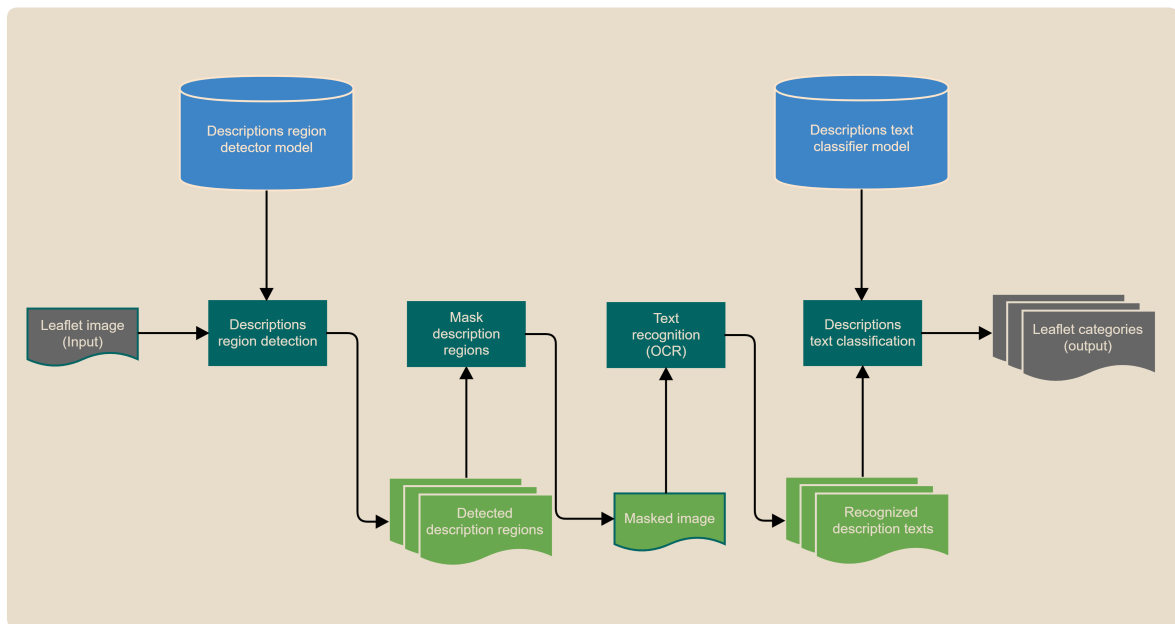 Descriptions region
detector model
Descriptions text
classifier model
Leaflet image
(Input)
Descriptions
region detection
Mask
description
regions
Text
recognition
(OCR)
Descriptions
text classification
Leaflet categories
(output)
Detected
description regions
Masked image
Recognized
description texts